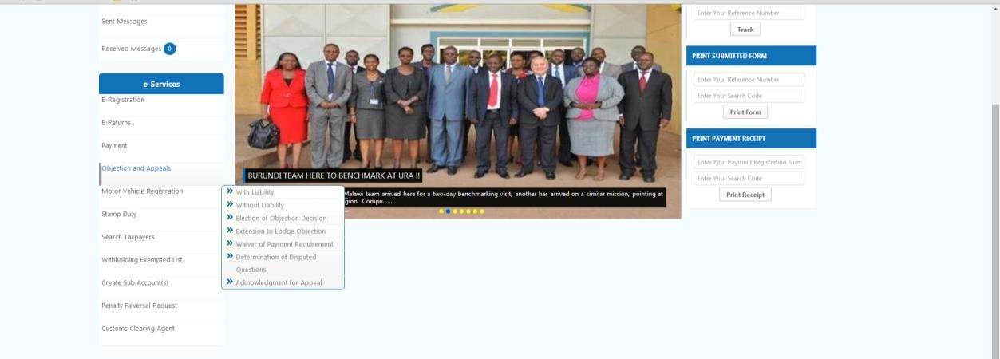 Sent Messages
Received Messages 0
e-Services
E-Registration
E-Returns
Payment
Objection and Appeals
Motor Vehicle Registration
Stamp Duty
Search Taxpayers
Withholding Exempted List
Create Sub Account(s)
Penalty Reversal Request
Customs Clearing Agent
» With Liability
» Without Liability
» Election of Objection Decision
» Extension to Lodge Objection
» Waiver of Payment Requirement
» Determination of Disputed
Questions
» Acknowledgment for Appeal
BURUNDI TEAM HERE TO BENCHMARK AT URA !!
Malawi team arrived here for a two-day benchmarking visit, another has arrived on a similar mission, pointing at
gion. Compri......
Enter Your Reference Number
Track
PRINT SUBMITTED FORM
Enter Your Reference Number
Enter Your Search Code
Print Form
PRINT PAYMENT RECEIPT
Enter Your Payment Registration Num
Enter Your Search Code
Print Receipt